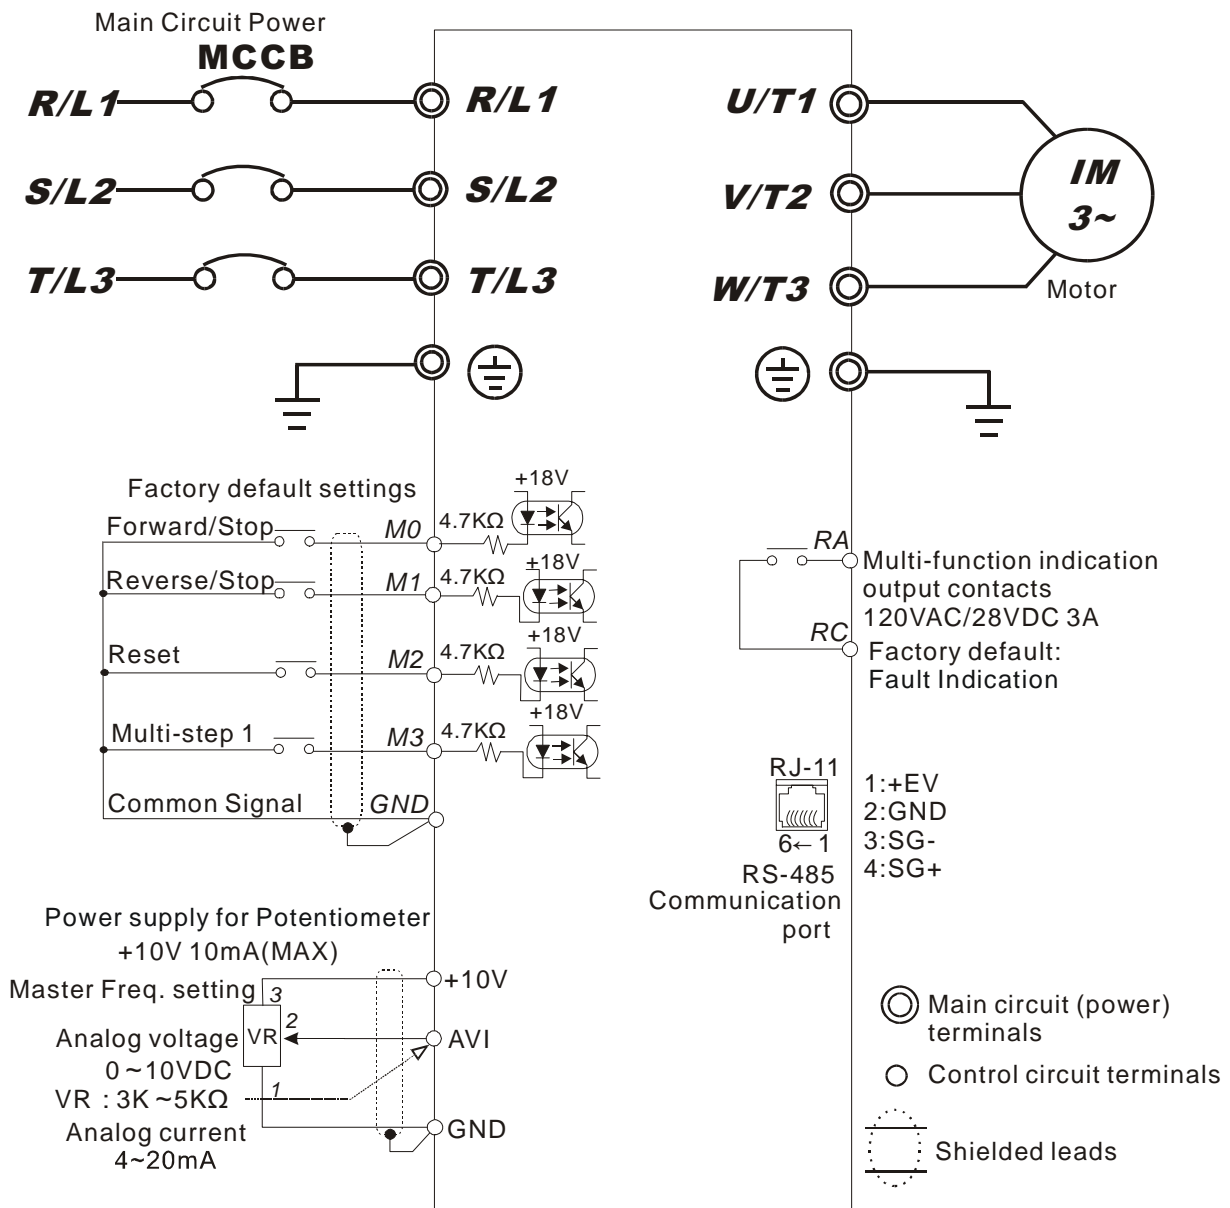 Main Circuit Power
MCCB
R/L1
R/L1
U/T1
S/L2
S/L2
V/T2
IM
3~
T/L3
T/L3
W/T3
Motor
Factory default settings
+18V
Forward/Stop
M0
4.7KΩ
+18V
Reverse/Stop
M1
4.7KΩ
+18V
Reset
M2
4.7KΩ
+18V
Multi-step 1
M3
4.7KΩ
Common Signal
GND
RA
Multi-function indication
output contacts
120VAC/28VDC 3A
RC
Factory default:
Fault Indication
RJ-11
6←1
RS-485
Communication
port
1:+EV
2:GND
3:SG-
4:SG+
Power supply for Potentiometer
+10V 10mA(MAX)
+10V
Master Freq. setting
3
VR
2
1
Analog voltage
0~10VDC
VR : 3K~5KΩ
Analog current
4~20mA
AVI
GND
Main circuit (power)
terminals
Control circuit terminals
Shielded leads